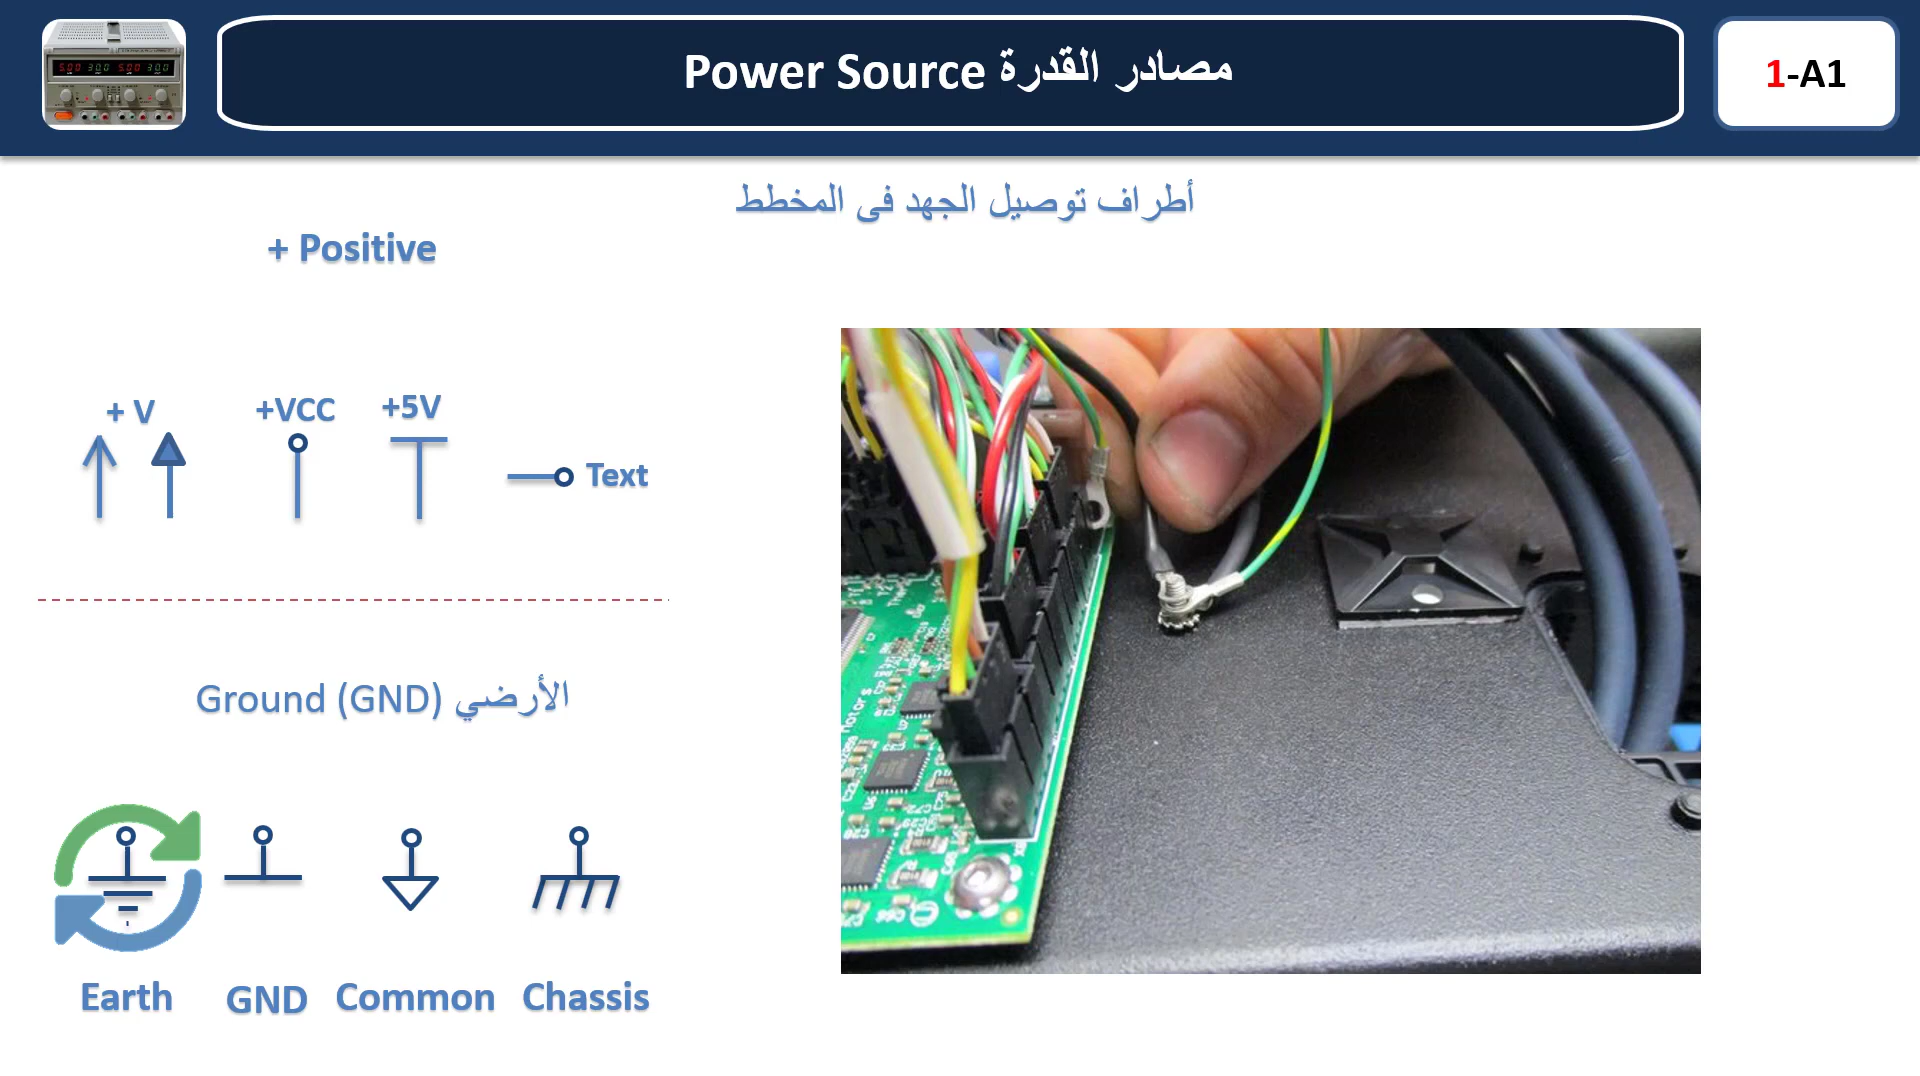 مصادر القدرة Power Source
1-A1
أطراف توصيل الجهد فى المخطط
+ Positive
+ V
+VCC
+5V
Text
الأرضي Ground (GND)
Earth
GND
Common
Chassis